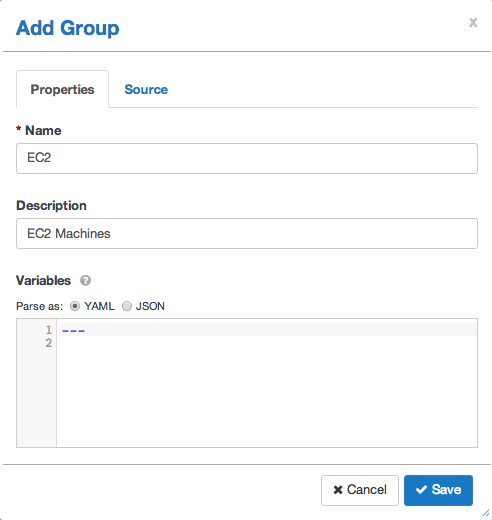 Add Group
x
Properties Source
* Name
EC2
Description
EC2 Machines
Variables ?
Parse as: YAML JSON
1 ---
2
✖ Cancel ✔ Save